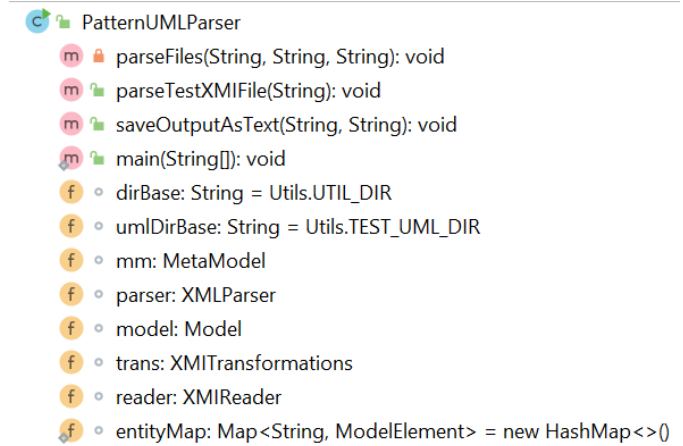 C PatternUMLParser
m parseFiles(String, String, String): void
m parseTestXMIFile(String): void
m saveOutputAsText(String, String): void
m main(String[]): void
f dirBase: String = Utils.UTIL_DIR
f umlDirBase: String = Utils.TEST_UML_DIR
f mm: MetaModel
f parser: XMLParser
f model: Model
f trans: XMITransformations
f reader: XMIReader
f entityMap: Map<String, ModelElement> = new HashMap<>()